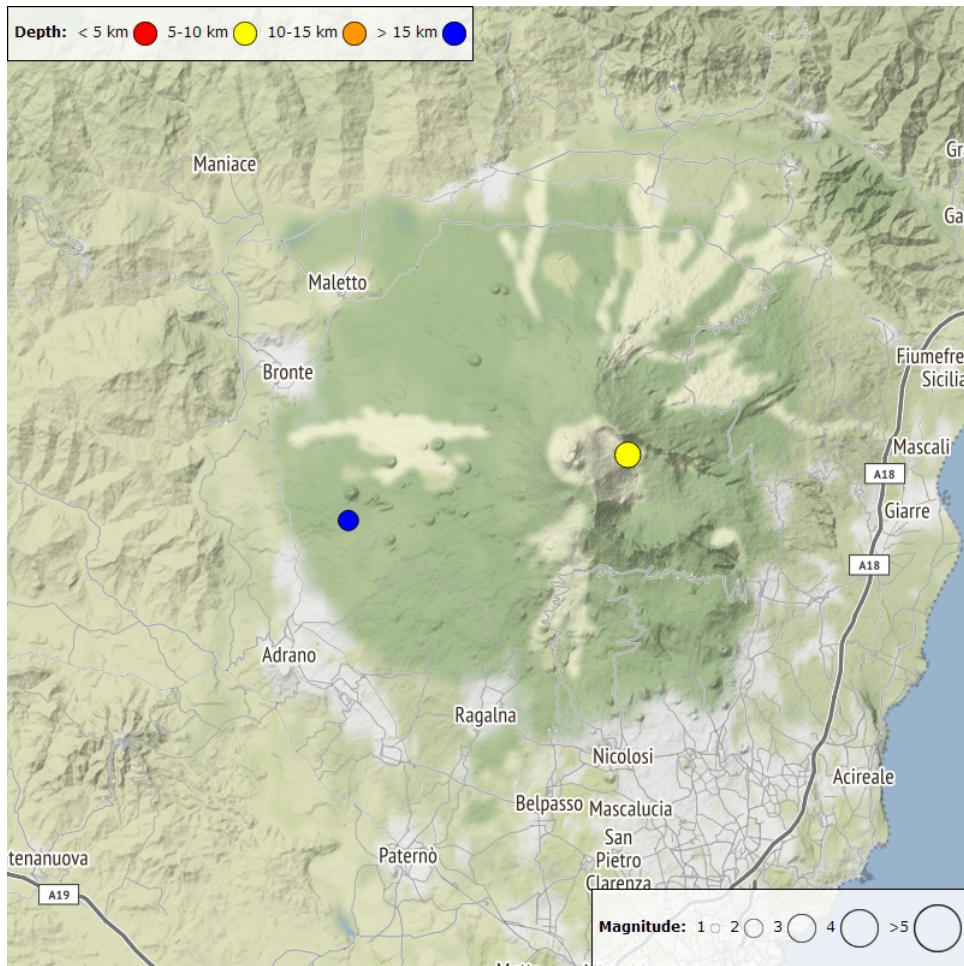 Depth: < 5 km 5-10 km 10-15 km > 15 km
Maniace
Gr
Ga
Maletto
Bronte
Fiumefre
Sicilia
Mascali
A18
Giarre
A18
Adrano
Ragalna
Nicolosi
Acireale
Belpasso
Mascalucia
San
Pietro
Clarenza
tenanuova
Paternò
A19
Magnitude: 1 2 3 4 >5